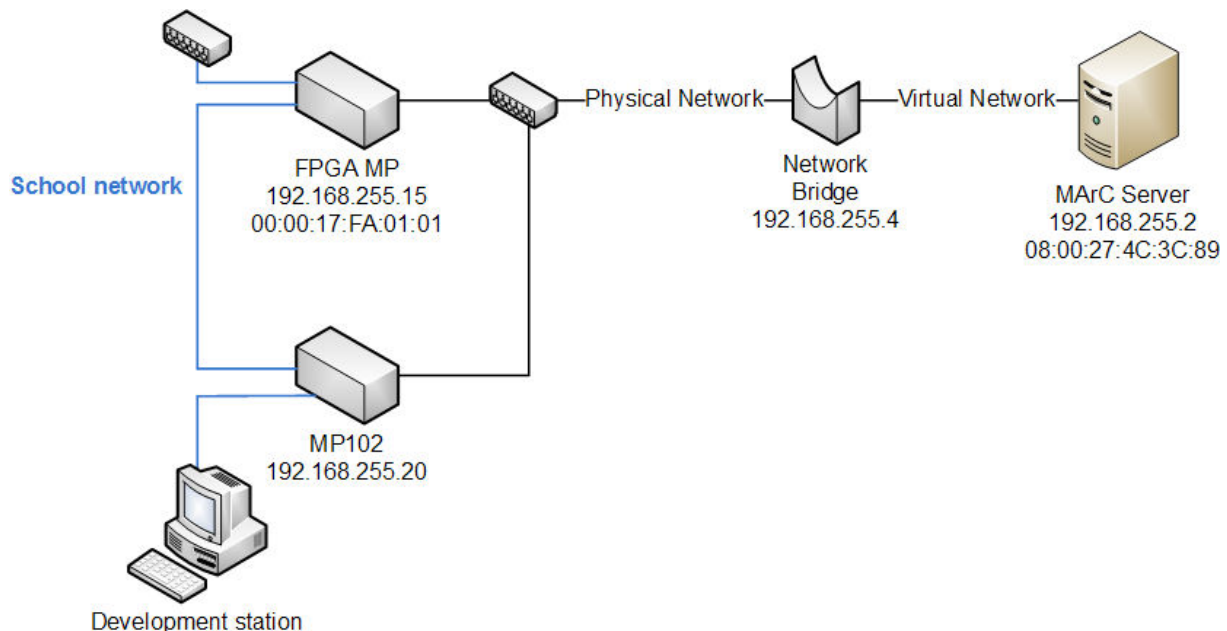 Physical Network
Virtual Network
FPGA MP
192.168.255.15
00:00:17:FA:01:01
School network
Network
Bridge
192.168.255.4
MArC Server
192.168.255.2
08:00:27:4C:3C:89
MP102
192.168.255.20
Development station